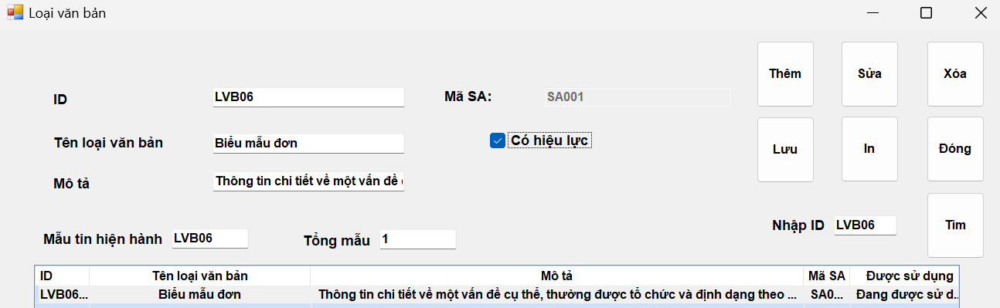 Loại văn bản
Thêm Sửa Xóa
ID LVB06 Mã SA: SA001
Tên loại văn bản Biểu mẫu đơn Có hiệu lực
Lưu In Đóng
Mô tả Thông tin chi tiết về một vấn đề
Nhập ID LVB06 Tìm
Mẫu tin hiện hành LVB06 Tổng mẫu 1
ID Tên loại văn bản Mô tả Mã SA Được sử dụng
LVB06... Biểu mẫu đơn Thông tin chi tiết về một vấn đề cụ thể, thường được tổ chức và định dạng theo ... SA0... Đang được sử d...